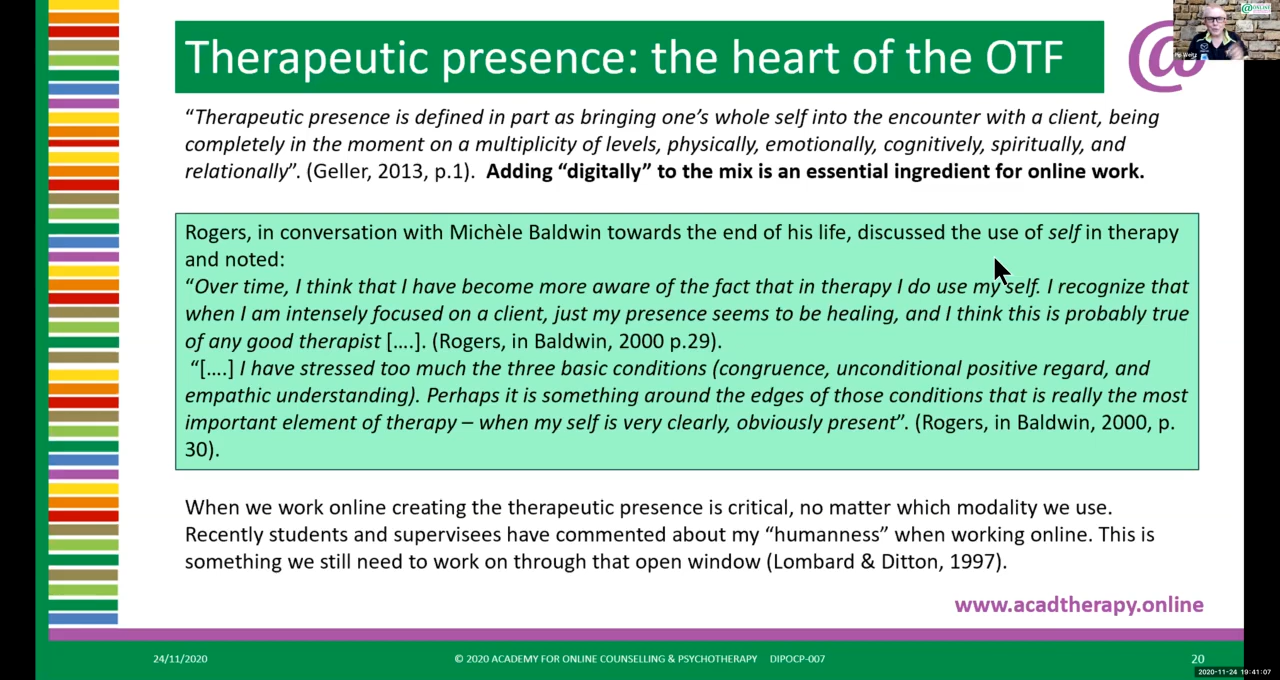 Therapeutic presence: the heart of the OTF
@
@ONLINE
“Therapeutic presence is defined in part as bringing one’s whole self into the encounter with a client, being
completely in the moment on a multiplicity of levels, physically, emotionally, cognitively, spiritually, and
relationally”. (Geller, 2013, p.1).  Adding “digitally” to the mix is an essential ingredient for online work.
Rogers, in conversation with Michèle Baldwin towards the end of his life, discussed the use of self in therapy
and noted:
“Over time, I think that I have become more aware of the fact that in therapy I do use my self. I recognize that
when I am intensely focused on a client, just my presence seems to be healing, and I think this is probably true
of any good therapist [….]. (Rogers, in Baldwin, 2000 p.29).
“[….] I have stressed too much the three basic conditions (congruence, unconditional positive regard, and
empathic understanding). Perhaps it is something around the edges of those conditions that is really the most
important element of therapy – when my self is very clearly, obviously present”. (Rogers, in Baldwin, 2000, p.
30).
When we work online creating the therapeutic presence is critical, no matter which modality we use.
Recently students and supervisees have commented about my “humanness” when working online. This is
something we still need to work on through that open window (Lombard & Ditton, 1997).
www.acadtherapy.online
24/11/2020
© 2020 ACADEMY FOR ONLINE COUNSELLING & PSYCHOTHERAPY    DIPOCP-007
20
2020-11-24 19:41:07